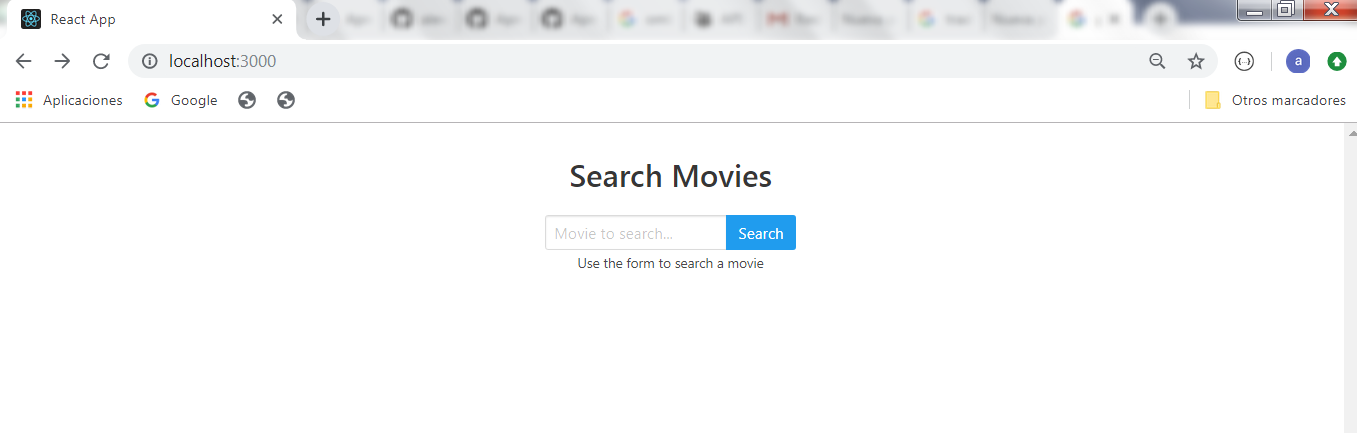 React App
localhost:3000
a
Aplicaciones
Google
Otros marcadores
Search Movies
Movie to search...
Search
Use the form to search a movie